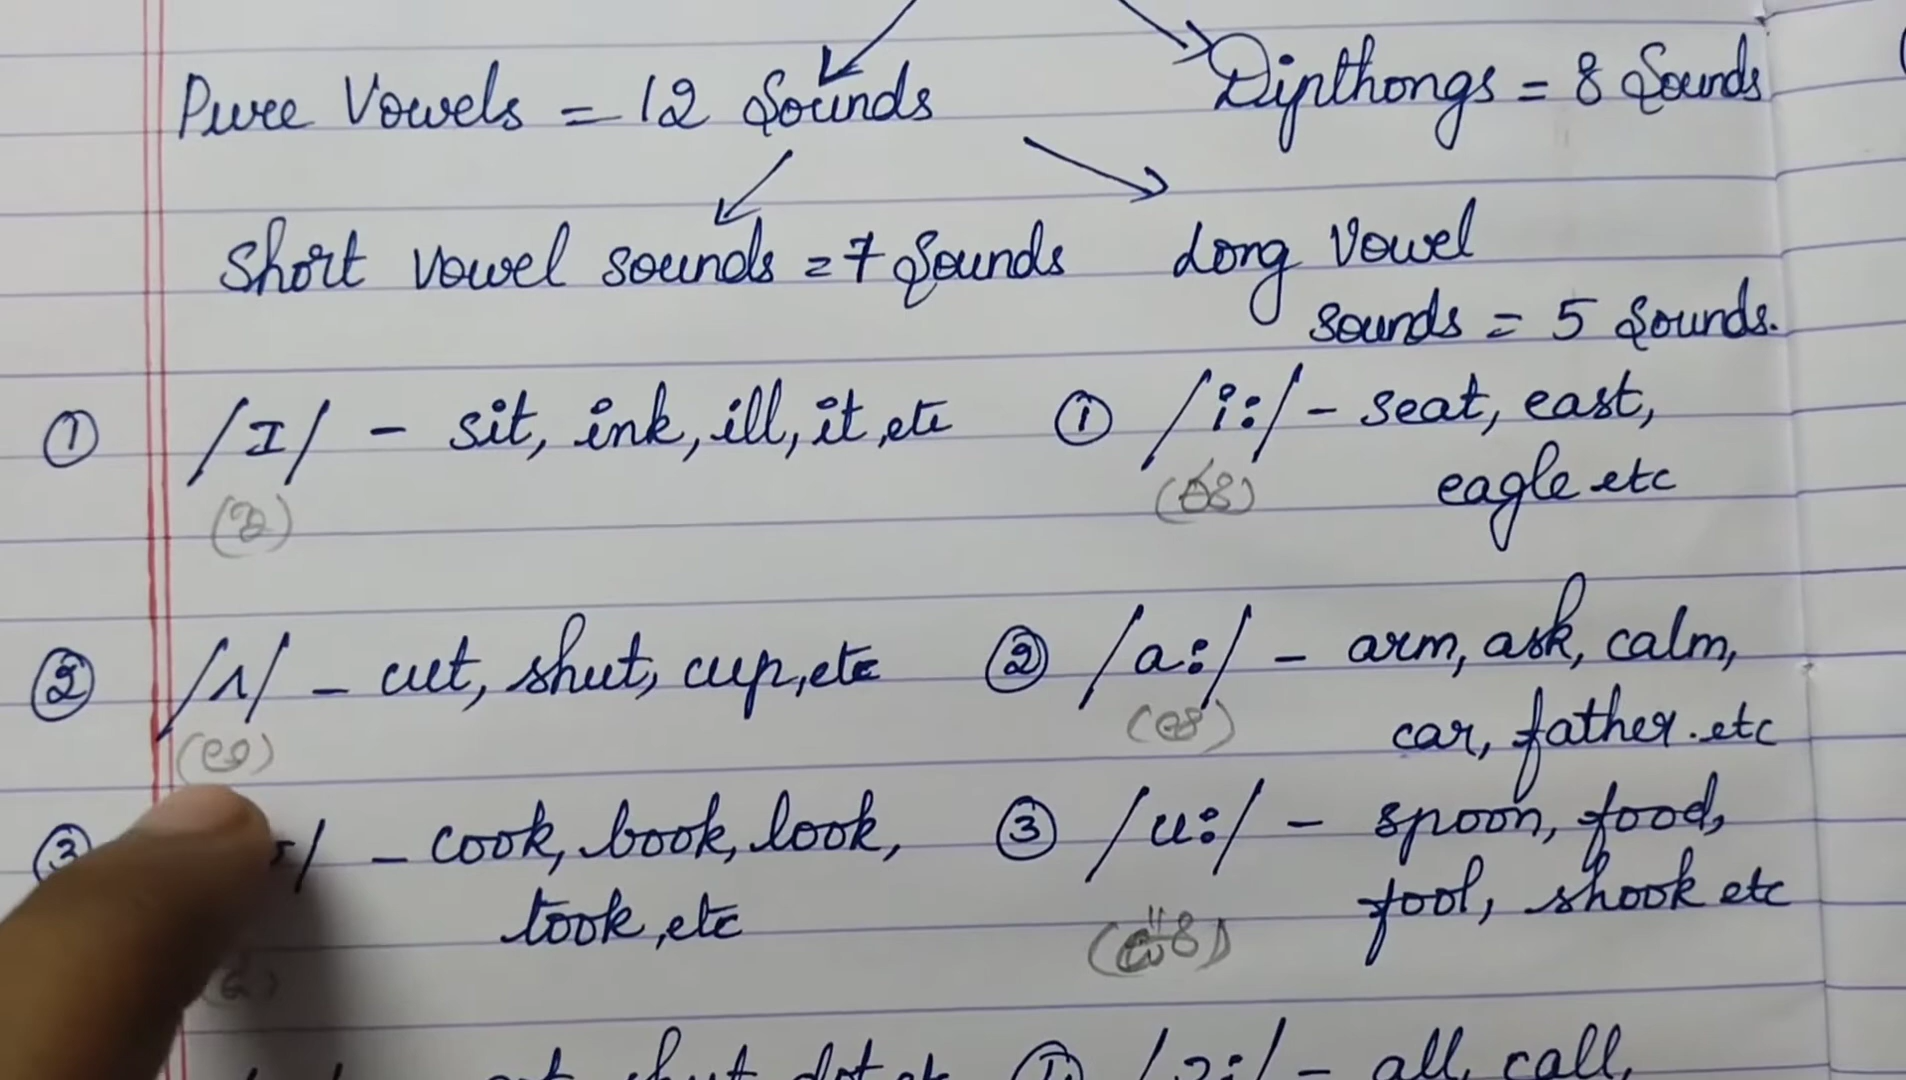 Pure Vowels = 12 Sounds
Dipthongs = 8 Sounds
Short vowel sounds = 7 Sounds
Long Vowel
sounds = 5 Sounds.
① /I/ - sit, ink, ill, it, etc
① /i:/ - seat, east,
eagle etc
② /ʌ/ - cut, shut, cup, etc
② /a:/ - arm, ask, calm,
car, father. etc
③ - cook, book, look,
took, etc
③ /u:/ - spoon, food,
fool, shook etc
/ɔ:/ - all, call,